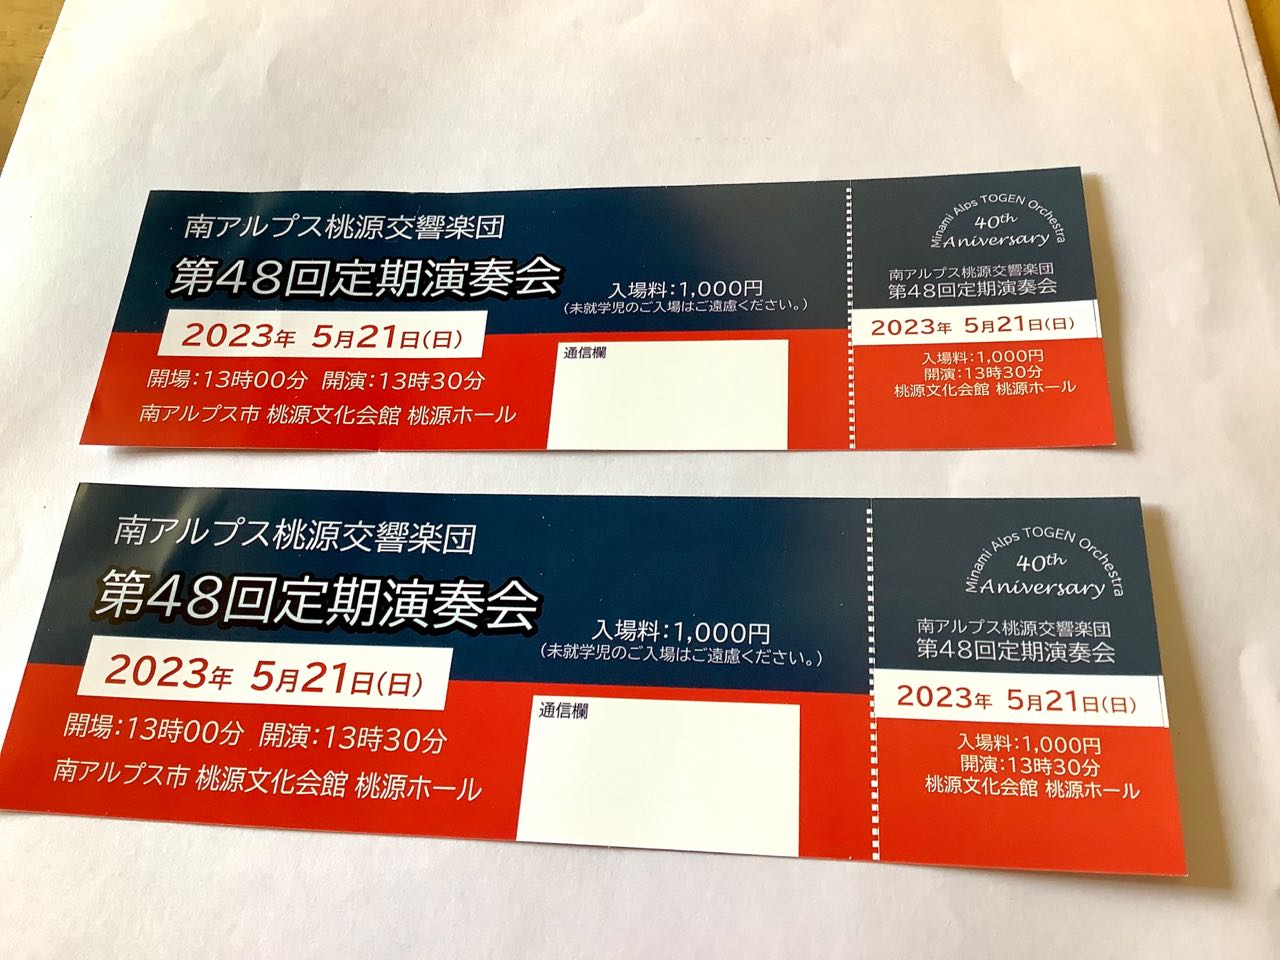 南アルプス桃源交響楽団
第48回定期演奏会
入場料:1,000円
(未就学児のご入場はご遠慮ください。)
2023年 5月21日(日)
通信欄
開場:13時00分 開演:13時30分
南アルプス市 桃源文化会館 桃源ホール
Minami Alps TOGEN Orchestra
40th
Aniversary
南アルプス桃源交響楽団
第48回定期演奏会
2023年 5月21日(日)
入場料:1,000円
開演:13時30分
桃源文化会館 桃源ホール
南アルプス桃源交響楽団
第48回定期演奏会
入場料:1,000円
(未就学児のご入場はご遠慮ください。)
2023年 5月21日(日)
通信欄
開場:13時00分 開演:13時30分
南アルプス市 桃源文化会館 桃源ホール
Minami Alps TOGEN Orchestra
40th
Aniversary
南アルプス桃源交響楽団
第48回定期演奏会
2023年 5月21日(日)
入場料:1,000円
開演:13時30分
桃源文化会館 桃源ホール